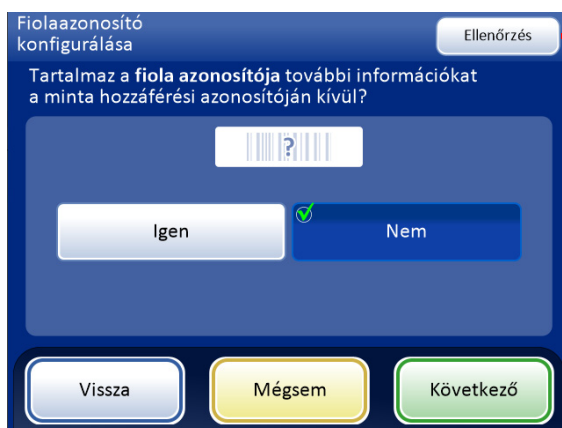 Fiolaazonosító
konfigurálása
Ellenőrzés
Tartalmaz a fiola azonosítója további információkat
a minta hozzáférési azonosítóján kívül?
?
Igen
Nem
Vissza
Mégsem
Következő